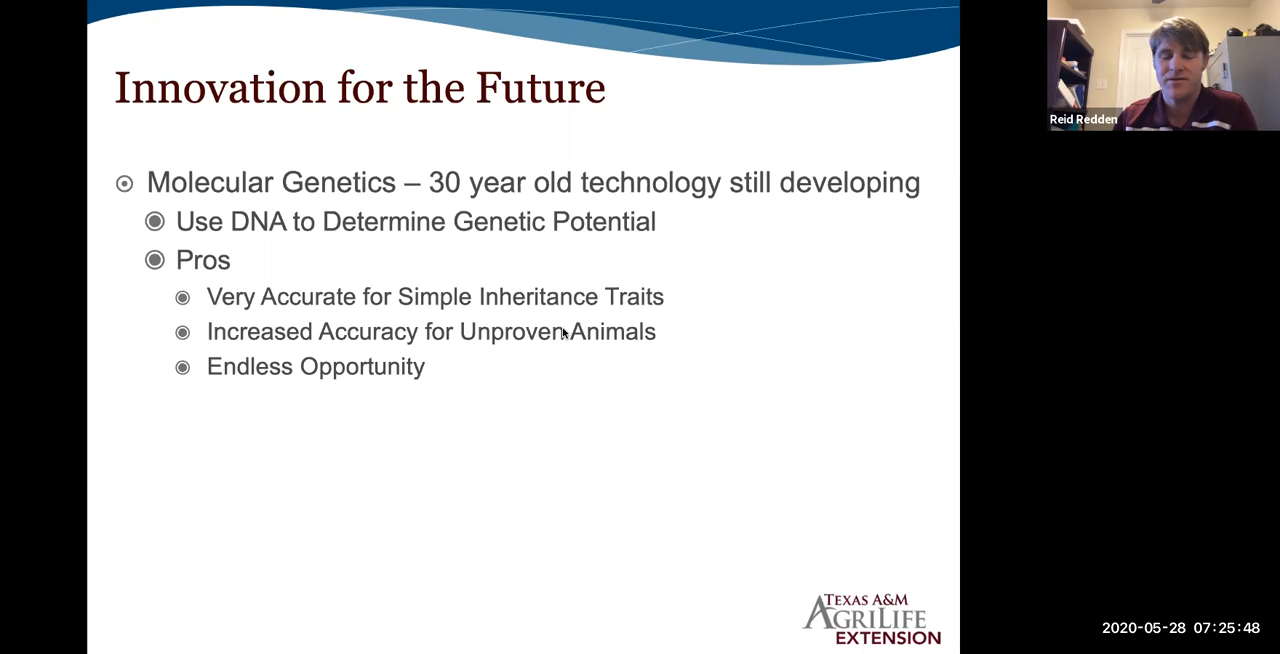 Innovation for the Future
Molecular Genetics – 30 year old technology still developing
Use DNA to Determine Genetic Potential
Pros
Very Accurate for Simple Inheritance Traits
Increased Accuracy for Unproven Animals
Endless Opportunity
TEXAS A&M
AGRILIFE
EXTENSION
Reid Redden
2020-05-28 07:25:48